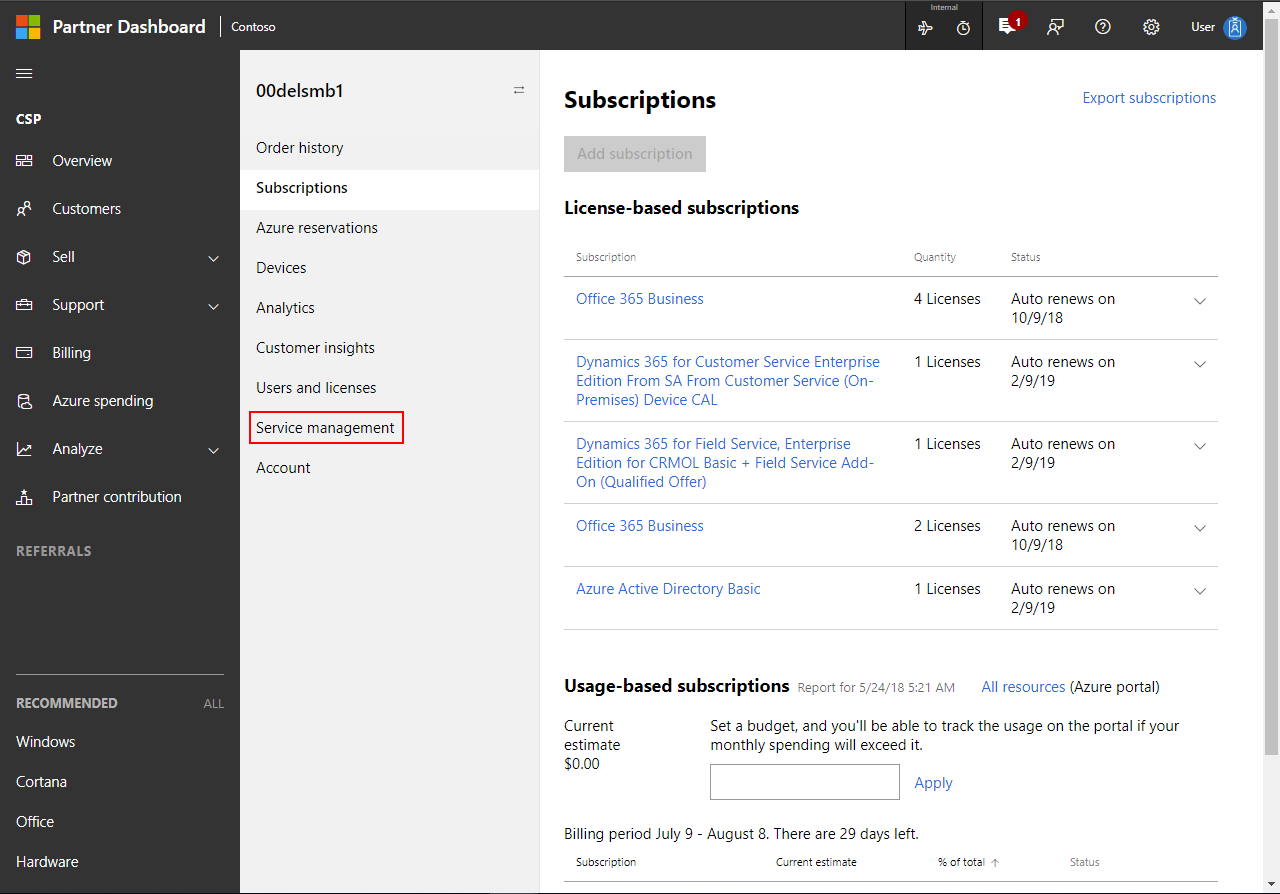 Partner Dashboard
Contoso
Internal
1
User
CSP
Overview
Customers
Sell
Support
Billing
Azure spending
Analyze
Partner contribution
REFERRALS
RECOMMENDED ALL
Windows
Cortana
Office
Hardware
00delsmb1
Order history
Subscriptions
Azure reservations
Devices
Analytics
Customer insights
Users and licenses
Service management
Account
Subscriptions
Export subscriptions
Add subscription
License-based subscriptions
Subscription Quantity Status
Office 365 Business 4 Licenses Auto renews on
10/9/18
Dynamics 365 for Customer Service Enterprise 1 Licenses Auto renews on
Edition From SA From Customer Service (On- 2/9/19
Premises) Device CAL
Dynamics 365 for Field Service, Enterprise 1 Licenses Auto renews on
Edition for CRMOL Basic + Field Service Add- 2/9/19
On (Qualified Offer)
Office 365 Business 2 Licenses Auto renews on
10/9/18
Azure Active Directory Basic 1 Licenses Auto renews on
2/9/19
Usage-based subscriptions Report for 5/24/18 5:21 AM All resources (Azure portal)
Current
estimate
$0.00
Set a budget, and you'll be able to track the usage on the portal if your
monthly spending will exceed it.
Apply
Billing period July 9 - August 8. There are 29 days left.
Subscription Current estimate % of total ↑ Status